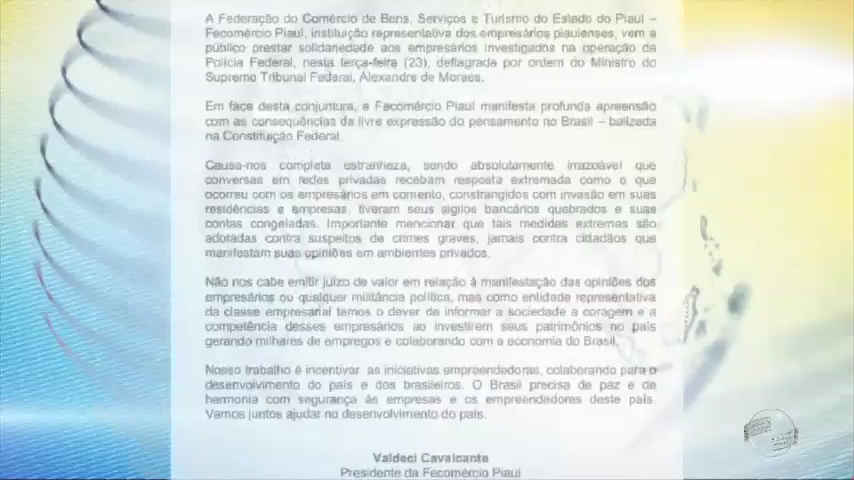 A Federação do Comércio de Bens, Serviços e Turismo do Estado do Piauí –
Fecomércio Piauí, instituição representativa dos empresários piauienses, vem a
público prestar solidariedade aos empresários investigados na operação da
Polícia Federal, nesta terça-feira (23), deflagrada por ordem do Ministro do
Supremo Tribunal Federal, Alexandre de Moraes.
Em face desta conjuntura, a Fecomércio Piauí manifesta profunda apreensão
com as consequências da livre expressão do pensamento no Brasil – balizada
na Constituição Federal.
Causa-nos completa estranheza, sendo absolutamente irrazoável que
conversas em redes privadas recebam resposta extremada como o que
ocorreu com os empresários em comento, constrangidos com invasão em suas
residências e empresas, tiveram seus sigilos bancários quebrados e suas
contas congeladas. Importante mencionar que tais medidas extremas são
adotadas contra suspeitos de crimes graves, jamais contra cidadãos que
manifestam suas opiniões em ambientes privados.
Não nos cabe emitir juízo de valor em relação à manifestação das opiniões dos
empresários ou qualquer militância política, mas como entidade representativa
da classe empresarial temos o dever de informar a sociedade a coragem e a
competência desses empresários ao investirem seus patrimônios no país
gerando milhares de empregos e colaborando com a economia do Brasil.
Nosso trabalho é incentivar as iniciativas empreendedoras, colaborando para o
desenvolvimento do país e dos brasileiros. O Brasil precisa de paz e de
harmonia com segurança às empresas e os empreendedores deste país.
Vamos juntos ajudar no desenvolvimento do país.
Valdeci Cavalcante
Presidente da Fecomércio Piauí